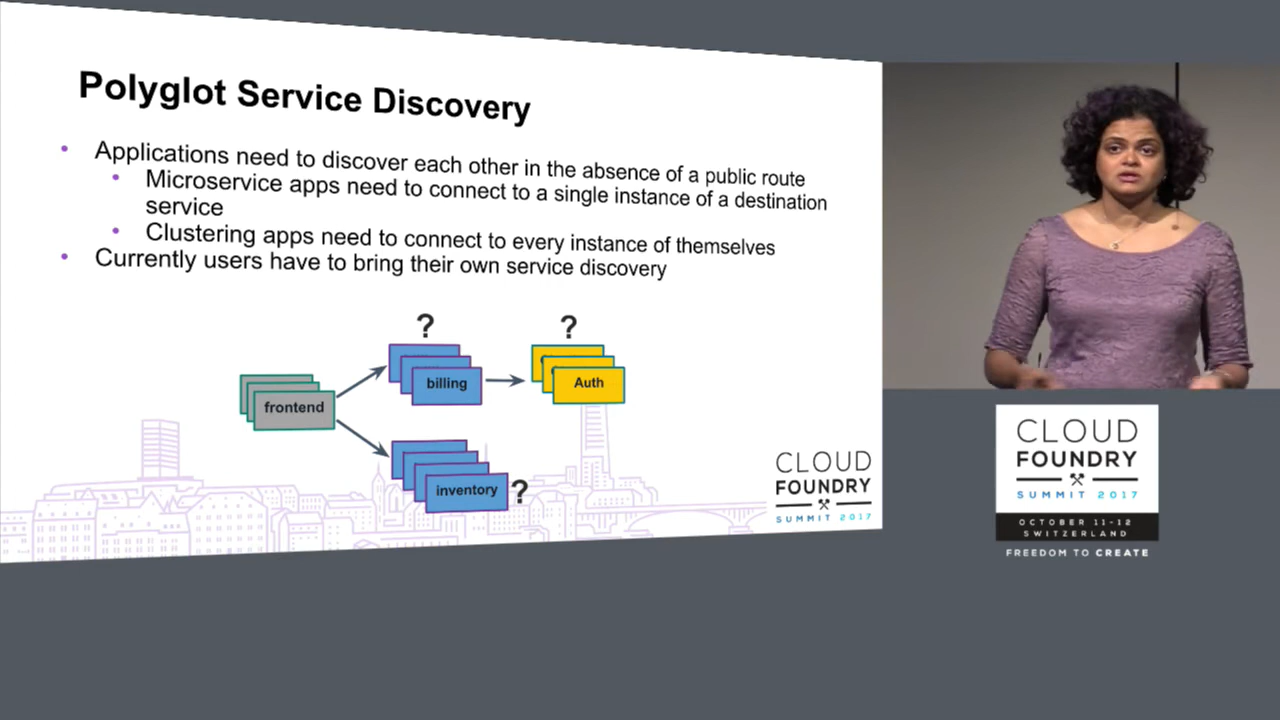 Polyglot Service Discovery
• Applications need to discover each other in the absence of a public route
• Microservice apps need to connect to a single instance of a destination
service
• Clustering apps need to connect to every instance of themselves
• Currently users have to bring their own service discovery
? ?
billing
Auth
frontend
inventory ?
CLOUD
FOUNDRY
SUMMIT 2017
CLOUD
FOUNDRY
SUMMIT 2017
OCTOBER 11-12
SWITZERLAND
FREEDOM TO CREATE